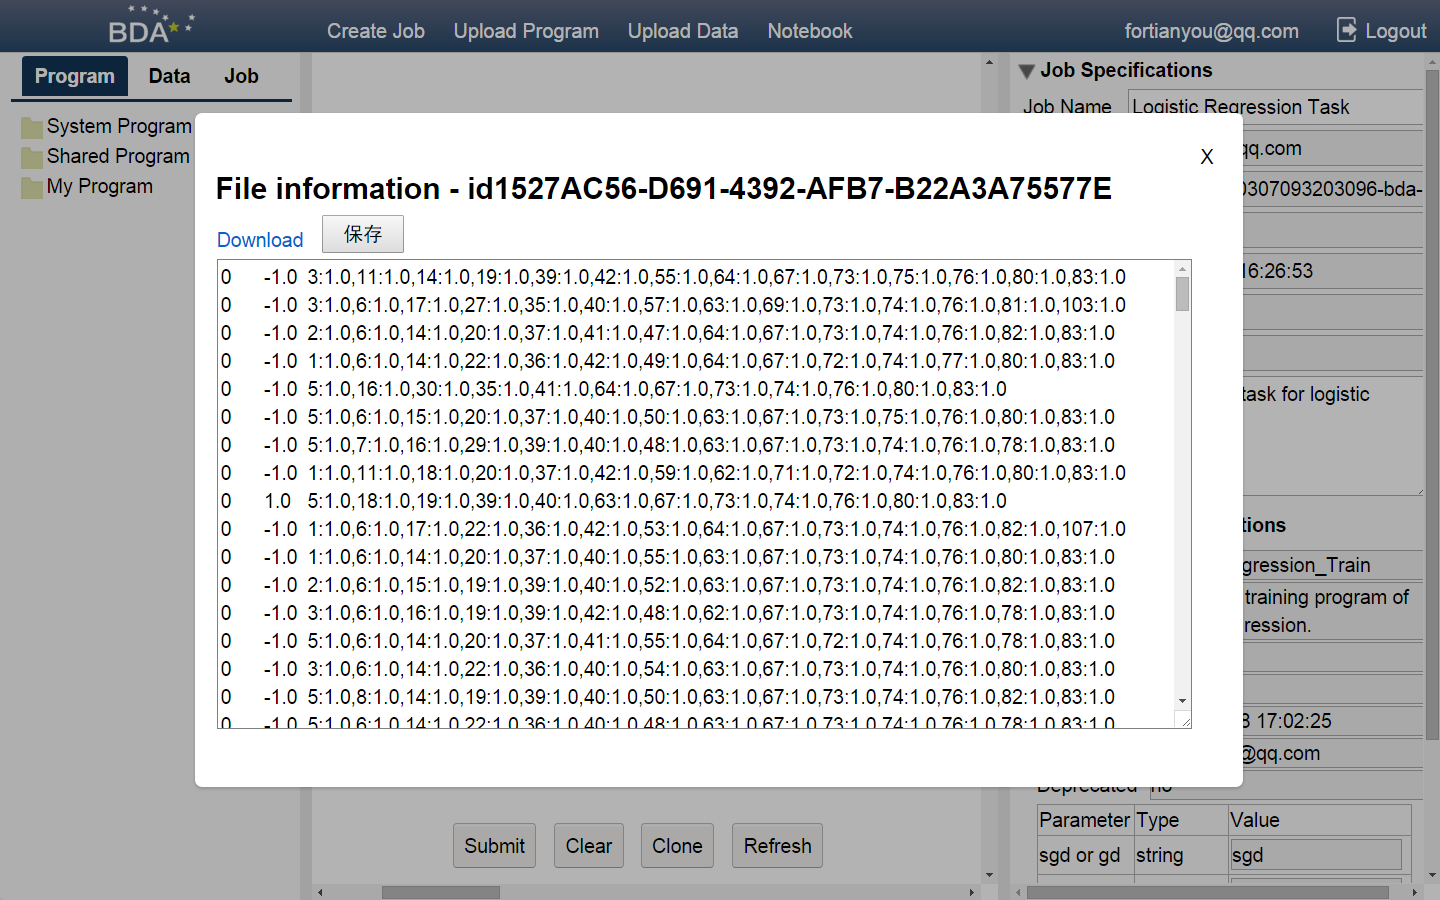 BDA
Create Job Upload Program Upload Data Notebook fortianyou@qq.com Logout
Program Data Job
System Program
Shared Program
My Program
Job Specifications
Job Name Logistic Regression Task
qq.com
0307093203096-bda-
16:26:53
task for logistic
tions
gression_Train
training program of
ression.
3 17:02:25
@qq.com
Deprecated no
Parameter Type Value
sgd or gd string sgd
X
File information - id1527AC56-D691-4392-AFB7-B22A3A75577E
Download 保存
0 -1.0 3:1.0,11:1.0,14:1.0,19:1.0,39:1.0,42:1.0,55:1.0,64:1.0,67:1.0,73:1.0,75:1.0,76:1.0,80:1.0,83:1.0
0 -1.0 3:1.0,6:1.0,17:1.0,27:1.0,35:1.0,40:1.0,57:1.0,63:1.0,69:1.0,73:1.0,74:1.0,76:1.0,81:1.0,103:1.0
0 -1.0 2:1.0,6:1.0,14:1.0,20:1.0,37:1.0,41:1.0,47:1.0,64:1.0,67:1.0,73:1.0,74:1.0,76:1.0,82:1.0,83:1.0
0 -1.0 1:1.0,6:1.0,14:1.0,22:1.0,36:1.0,42:1.0,49:1.0,64:1.0,67:1.0,72:1.0,74:1.0,77:1.0,80:1.0,83:1.0
0 -1.0 5:1.0,16:1.0,30:1.0,35:1.0,41:1.0,64:1.0,67:1.0,73:1.0,74:1.0,76:1.0,80:1.0,83:1.0
0 -1.0 5:1.0,6:1.0,15:1.0,20:1.0,37:1.0,40:1.0,50:1.0,63:1.0,67:1.0,73:1.0,75:1.0,76:1.0,80:1.0,83:1.0
0 -1.0 5:1.0,7:1.0,16:1.0,29:1.0,39:1.0,40:1.0,48:1.0,63:1.0,67:1.0,73:1.0,74:1.0,76:1.0,78:1.0,83:1.0
0 -1.0 1:1.0,11:1.0,18:1.0,20:1.0,37:1.0,42:1.0,59:1.0,62:1.0,71:1.0,72:1.0,74:1.0,76:1.0,80:1.0,83:1.0
0 1.0 5:1.0,18:1.0,19:1.0,39:1.0,40:1.0,63:1.0,67:1.0,73:1.0,74:1.0,76:1.0,80:1.0,83:1.0
0 -1.0 1:1.0,6:1.0,17:1.0,22:1.0,36:1.0,42:1.0,53:1.0,64:1.0,67:1.0,73:1.0,74:1.0,76:1.0,82:1.0,107:1.0
0 -1.0 1:1.0,6:1.0,14:1.0,20:1.0,37:1.0,40:1.0,55:1.0,63:1.0,67:1.0,73:1.0,74:1.0,76:1.0,80:1.0,83:1.0
0 -1.0 2:1.0,6:1.0,15:1.0,19:1.0,39:1.0,40:1.0,52:1.0,63:1.0,67:1.0,73:1.0,74:1.0,76:1.0,82:1.0,83:1.0
0 -1.0 3:1.0,6:1.0,16:1.0,19:1.0,39:1.0,42:1.0,48:1.0,62:1.0,67:1.0,73:1.0,74:1.0,76:1.0,78:1.0,83:1.0
0 -1.0 5:1.0,6:1.0,14:1.0,20:1.0,37:1.0,41:1.0,55:1.0,64:1.0,67:1.0,72:1.0,74:1.0,76:1.0,78:1.0,83:1.0
0 -1.0 3:1.0,6:1.0,14:1.0,22:1.0,36:1.0,40:1.0,54:1.0,63:1.0,67:1.0,73:1.0,74:1.0,76:1.0,80:1.0,83:1.0
0 -1.0 5:1.0,8:1.0,14:1.0,19:1.0,39:1.0,40:1.0,50:1.0,63:1.0,67:1.0,73:1.0,74:1.0,76:1.0,82:1.0,83:1.0
0 -1.0 5:1.0,6:1.0,14:1.0,22:1.0,36:1.0,40:1.0,48:1.0,63:1.0,67:1.0,73:1.0,74:1.0,76:1.0,78:1.0,83:1.0
Submit Clear Clone Refresh